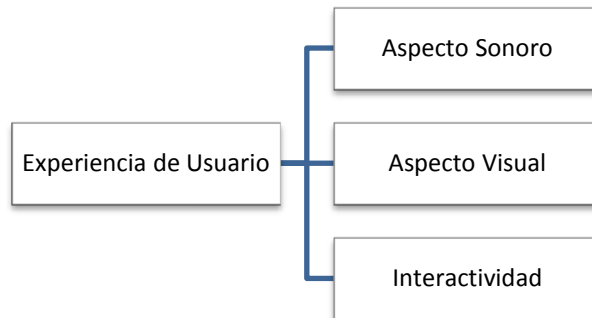 Aspecto Sonoro
Experiencia de Usuario
Aspecto Visual
Interactividad